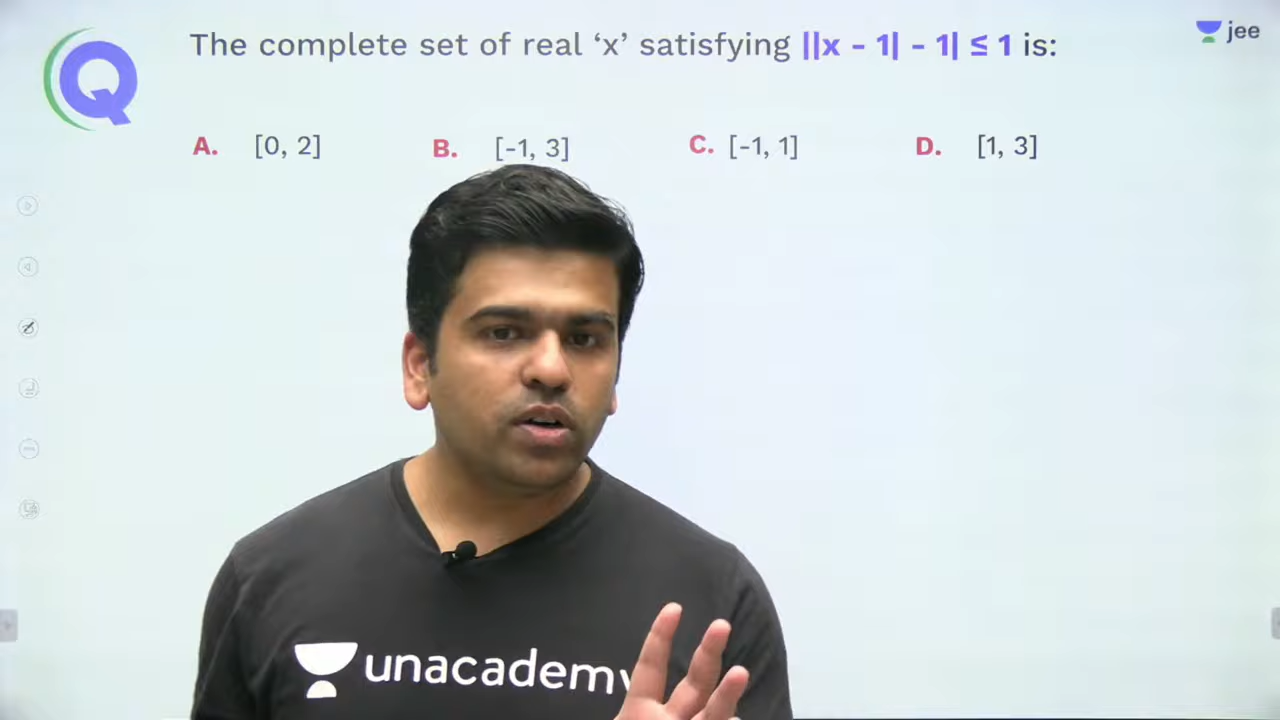 The complete set of real ‘x’ satisfying ||x - 1| - 1| ≤ 1 is:
jee
Q
A. [0, 2] B. [-1, 3] C. [-1, 1] D. [1, 3]
unacademy